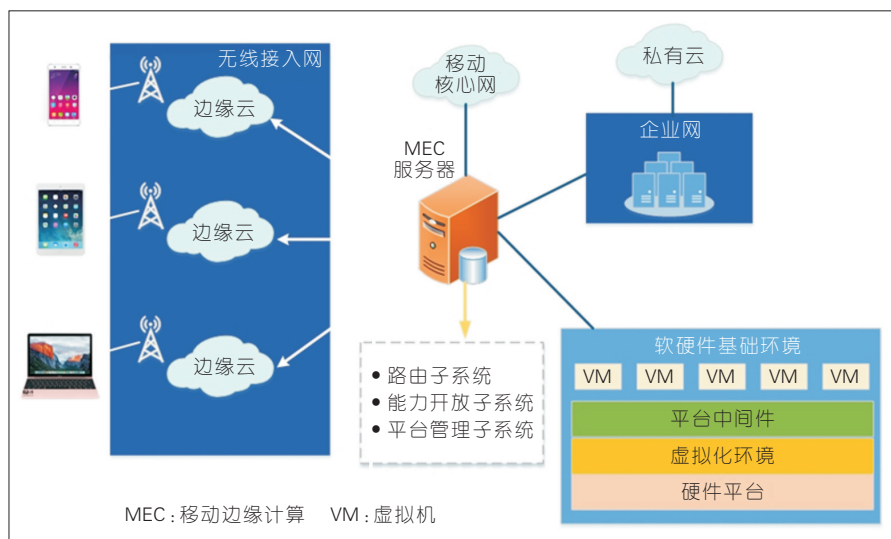 无线接入网
边缘云
边缘云
边缘云
移动
核心网
MEC
服务器
私有云
企业网
• 路由子系统
• 能力开放子系统
• 平台管理子系统
软硬件基础环境
VM VM VM VM VM
平台中间件
虚拟化环境
硬件平台
MEC:移动边缘计算 VM:虚拟机